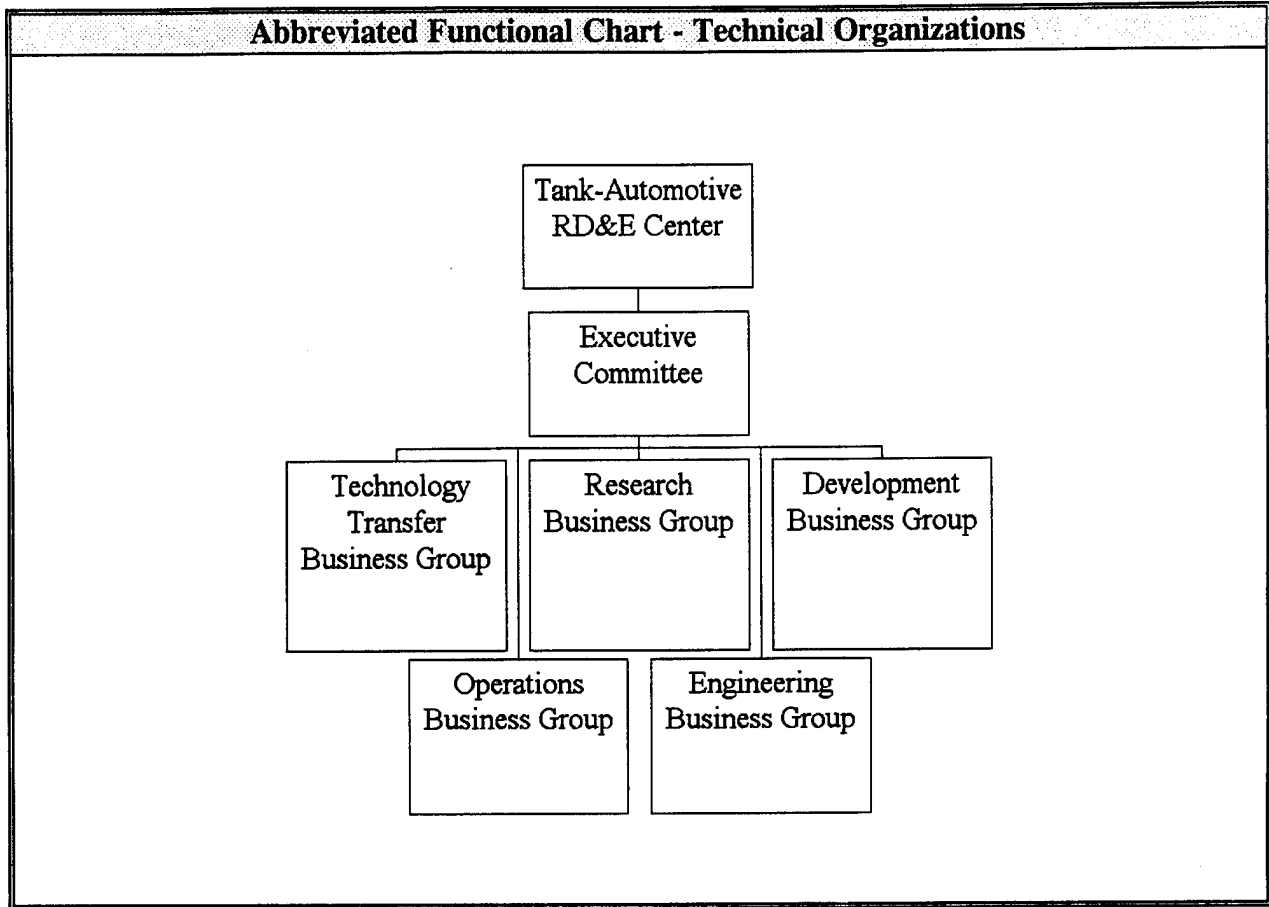 Abbreviated Functional Chart - Technical Organizations
Tank-Automotive
RD&E Center
Executive
Committee
Technology
Transfer
Business Group
Research
Business Group
Development
Business Group
Operations
Business Group
Engineering
Business Group